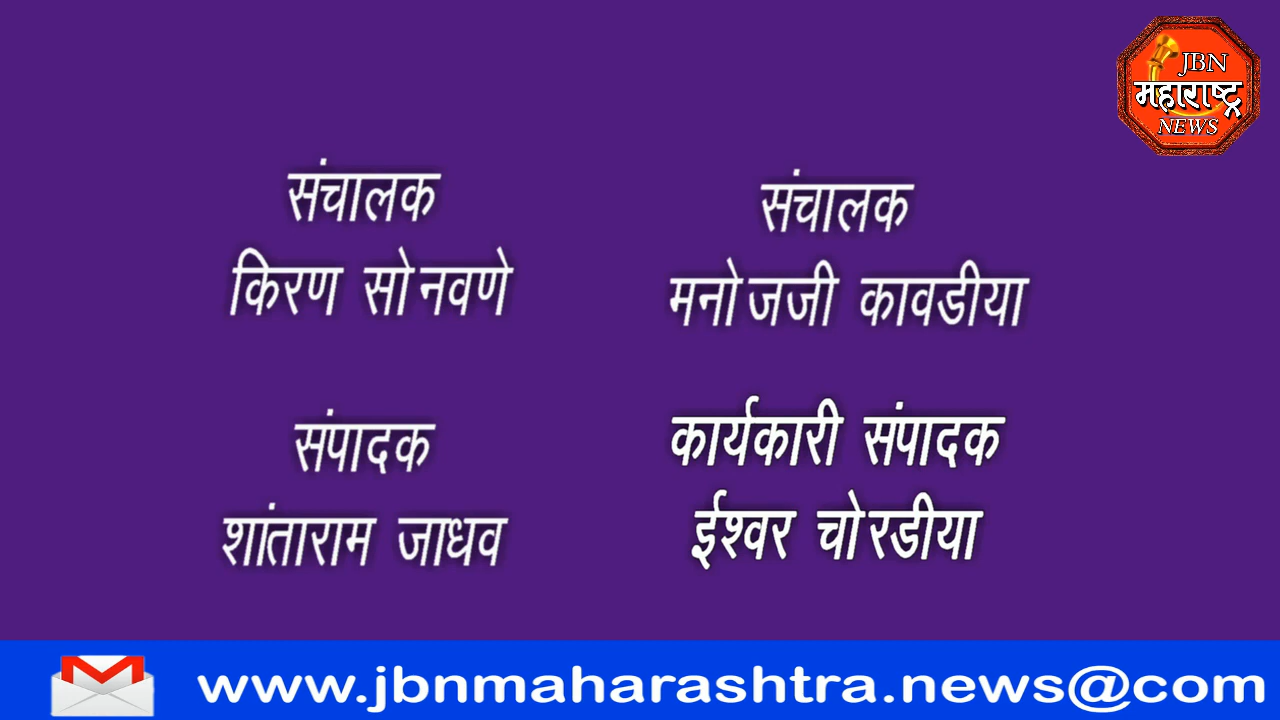 JBN
महाराष्ट्र
NEWS
संचालक
किरण सोनवणे
संचालक
मनोजजी कावडीया
संपादक
शांताराम जाधव
कार्यकारी संपादक
ईश्वर चोरडीया
www.jbnmaharashtra.news@com